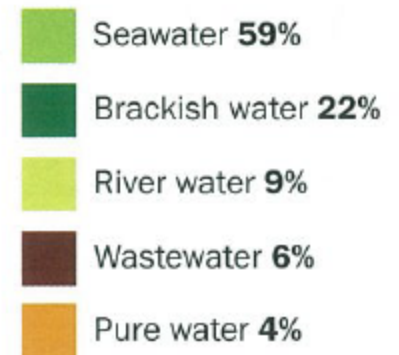 Seawater 59%
Brackish water 22%
River water 9%
Wastewater 6%
Pure water 4%